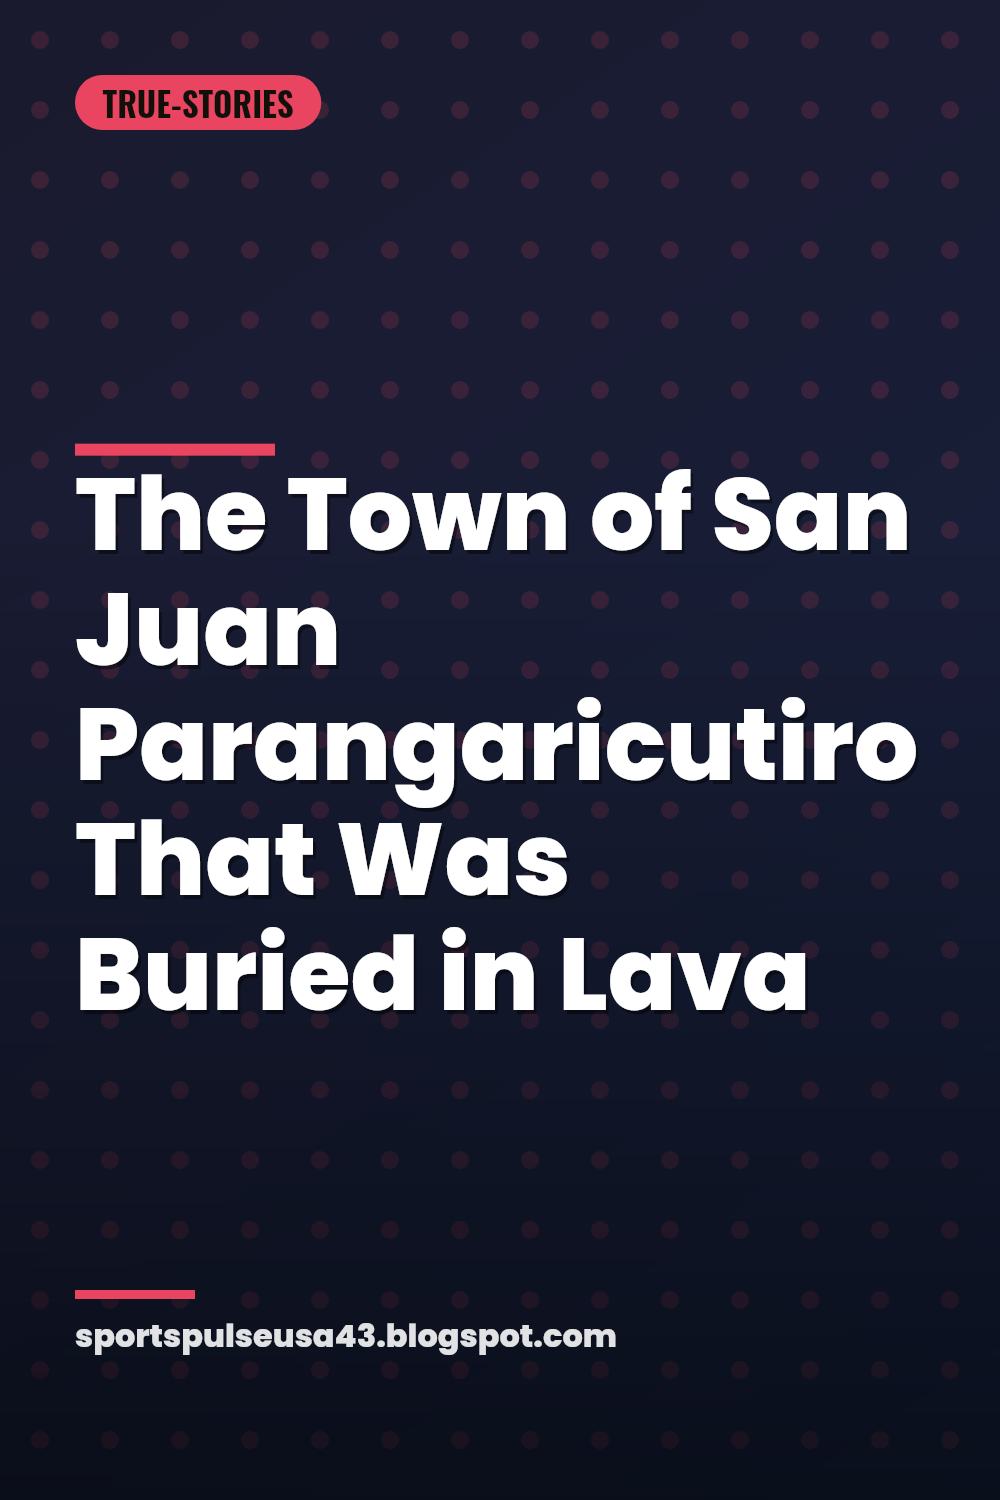 TRUE-STORIES
The Town of San
Juan
Parangaricutiro
That Was
Buried in Lava
sportspulseusa43.blogspot.com